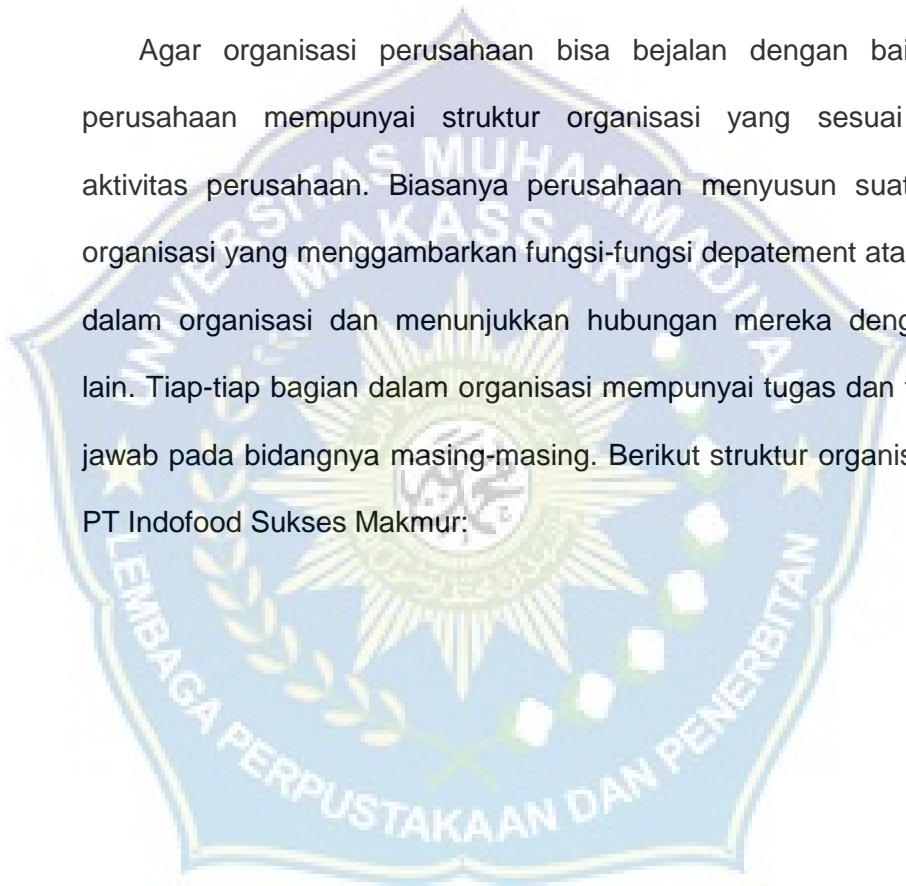 Agar organisasi perusahaan bisa bejalan dengan bai
perusahaan mempunyai struktur organisasi yang sesuai
aktivitas perusahaan. Biasanya perusahaan menyusun suat
organisasi yang menggambarkan fungsi-fungsi depatement ata
dalam organisasi dan menunjukkan hubungan mereka deng
lain. Tiap-tiap bagian dalam organisasi mempunyai tugas dan
jawab pada bidangnya masing-masing. Berikut struktur organis
PT Indofood Sukses Makmur:
UNIVERSITAS MUHAMMADIYAH
MAKASSAR
LEMBAGA PERPUSTAKAAN DAN PENERBITAN